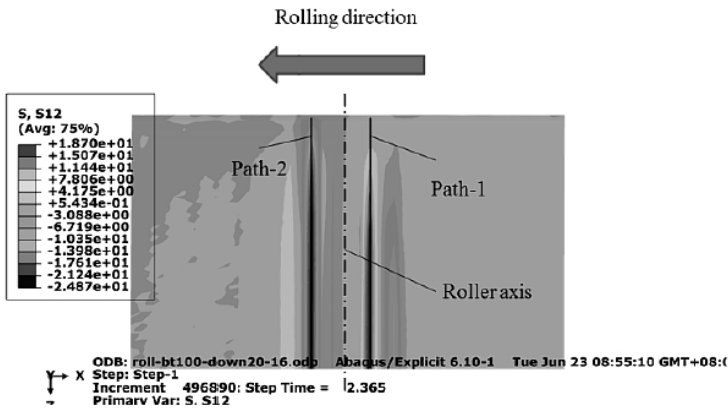 Rolling direction
S, S12
(Avg: 75%)
+1.870e+01
+1.507e+01
+1.144e+01
+7.806e+00
+4.175e+00
+5.434e-01
-3.088e+00
-6.719e+00
-1.035e+01
-1.398e+01
-1.761e+01
-2.124e+01
-2.487e+01
Path-2
Path-1
Roller axis
ODB: roll-bt100-down20-16.odb Abaqus/Explicit 6.10-1 Tue Jun 23 08:55:10 GMT+08:0
Y X Step: Step-1
Increment 496890: Step Time = 2.365
Z Primary Var: S, S12